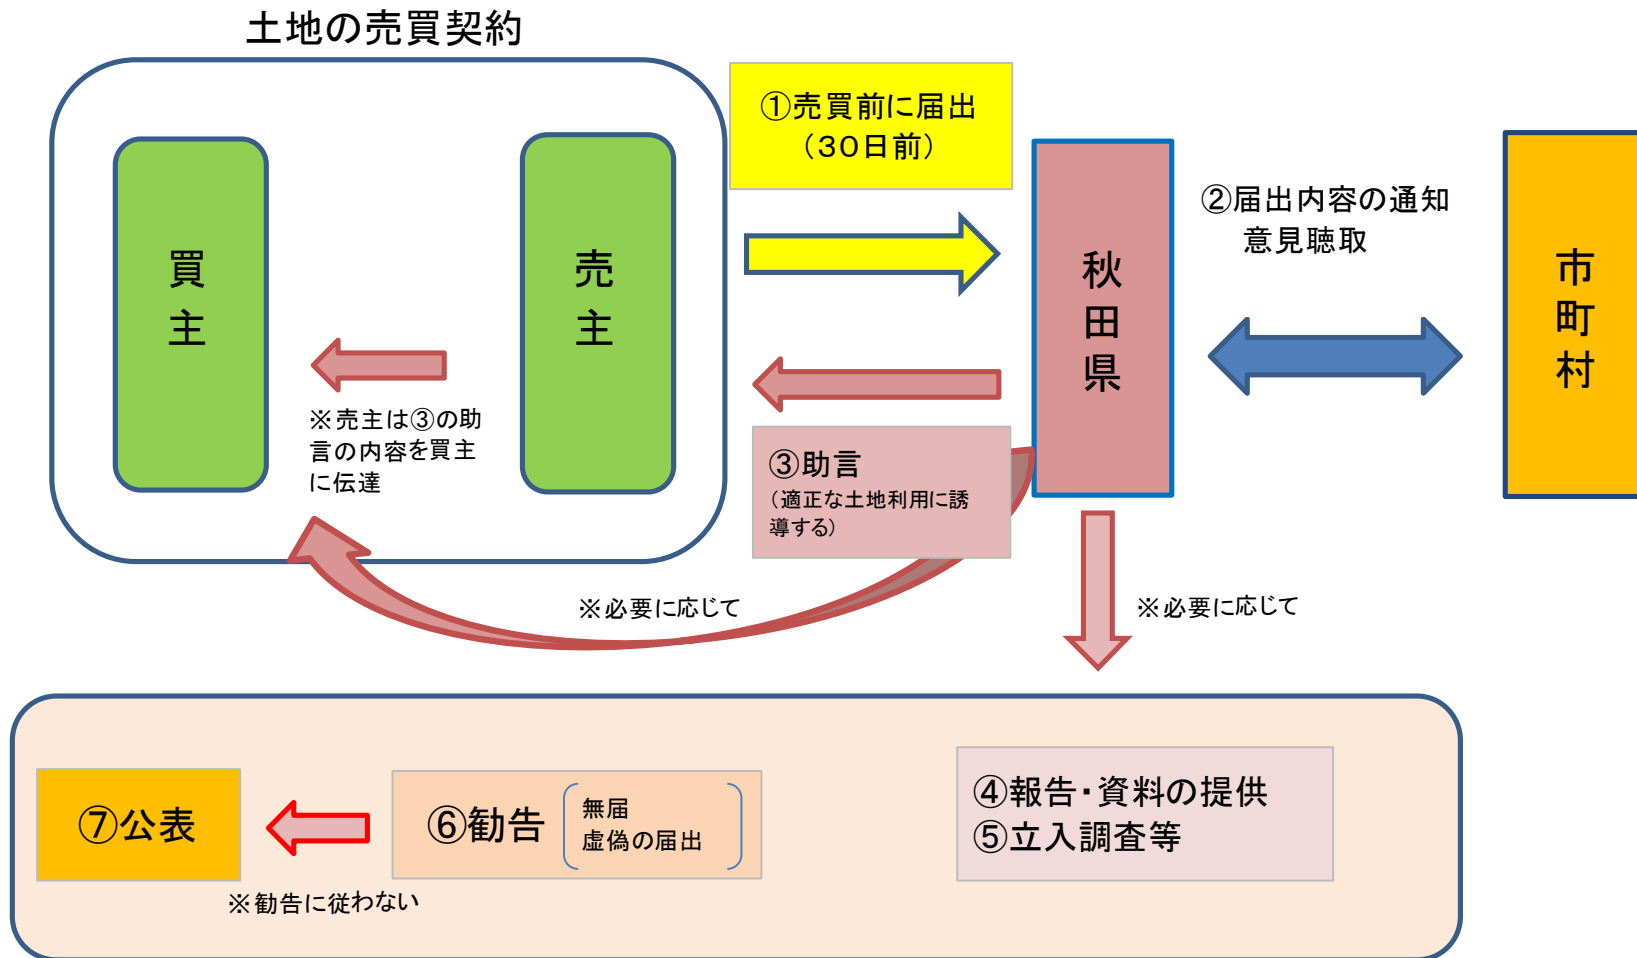 土地の売買契約
①売買前に届出
（30日前）
買主
売主
秋田県
市町村
②届出内容の通知
意見聴取
※売主は③の助
言の内容を買主
に伝達
③助言
（適正な土地利用に誘
導する）
※必要に応じて
※必要に応じて
⑦公表
⑥勧告
無届
虚偽の届出
④報告・資料の提供
⑤立入調査等
※勧告に従わない